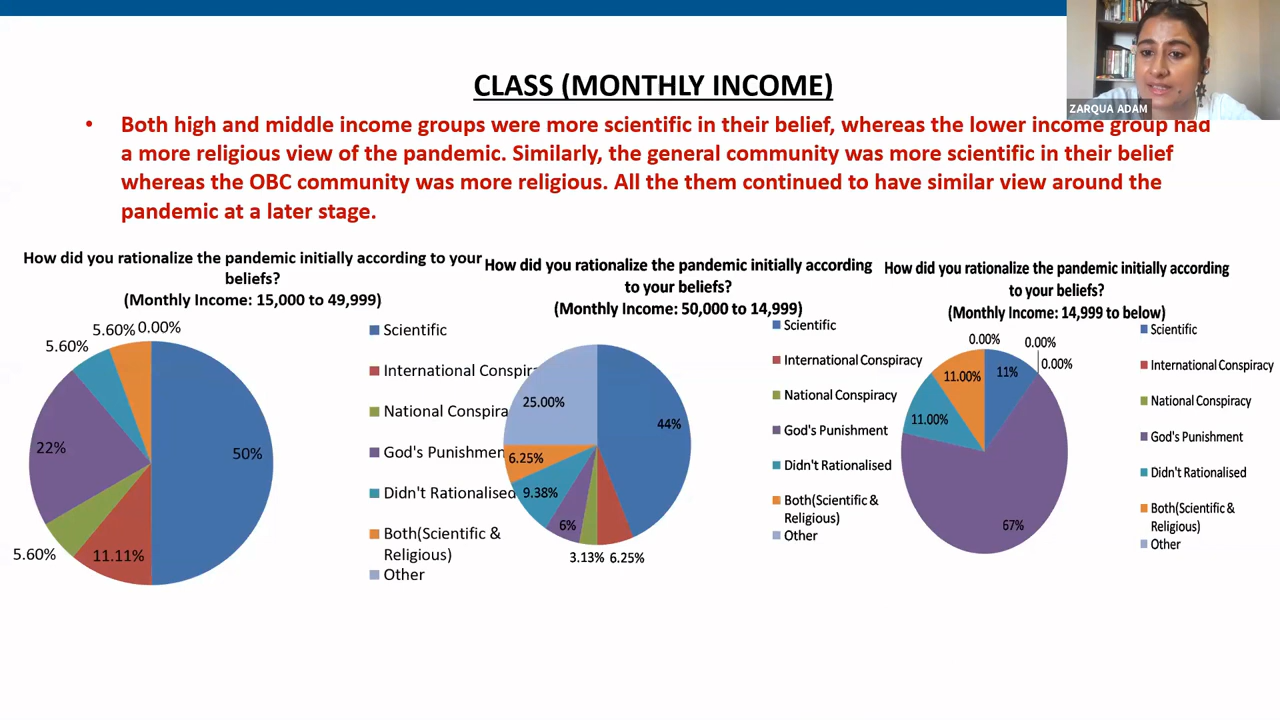 ZARQUA ADAM
CLASS (MONTHLY INCOME)
• Both high and middle income groups were more scientific in their belief, whereas the lower income group had
a more religious view of the pandemic. Similarly, the general community was more scientific in their belief
whereas the OBC community was more religious. All the them continued to have similar view around the
pandemic at a later stage.
How did you rationalize the pandemic initially according to your
beliefs?
(Monthly Income: 15,000 to 49,999)
5.60% 0.00%
5.60%
22%
50%
5.60%
11.11%
Scientific
International Conspira
National Conspira
God's Punishmen
Didn't Rationalised
Both(Scientific &
Religious)
Other
How did you rationalize the pandemic initially according
to your beliefs?
(Monthly Income: 50,000 to 14,999)
25.00%
44%
6.25%
9.38%
6%
3.13% 6.25%
Scientific
International Conspiracy
National Conspiracy
God's Punishment
Didn't Rationalised
Both(Scientific &
Religious)
Other
How did you rationalize the pandemic initially according
to your beliefs?
(Monthly Income: 14,999 to below)
0.00%
0.00%
0.00%
11.00%
11%
11.00%
67%
Scientific
International Conspiracy
National Conspiracy
God's Punishment
Didn't Rationalised
Both(Scientific &
Religious)
Other